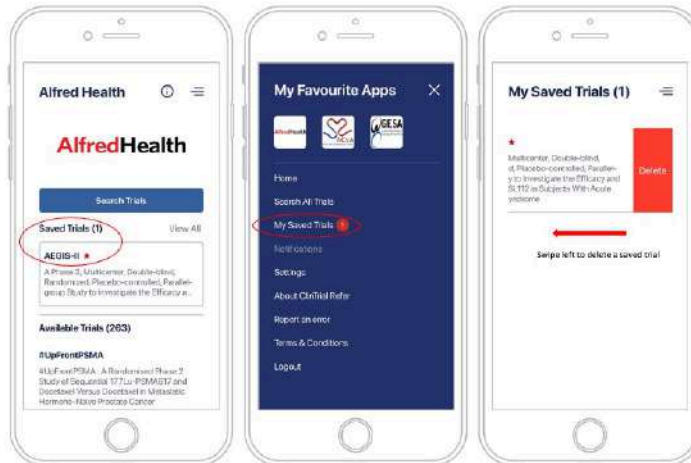 Alfred Health
AlfredHealth
Search Trials
Saved Trials (1) View All
AEGIS-II ★
A Phase 3, Multicenter, Double-blind,
Randomized, Placebo-controlled, Parallel-
group Study to Investigate the Efficacy a...
Available Trials (263)
#UpFrontPSMA
#UpFrontPSMA : A Randomised Phase 2
Study of Sequential 177Lu-PSMA617 and
Docetaxel Versus Docetaxel in Metastatic
Hormone-Naive Prostate Cancer
My Favourite Apps
AlfredHealth
GESA
Home
Search All Trials
My Saved Trials 1
Notifications
Settings
About ClinTrial Refer
Report an error
Terms & Conditions
Logout
My Saved Trials (1)
★
Multicenter, Double-blind,
d, Placebo-controlled, Parallel-
y to Investigate the Efficacy and
SL112 in Subjects With Acute
yndrome
Delete
Swipe left to delete a saved trial